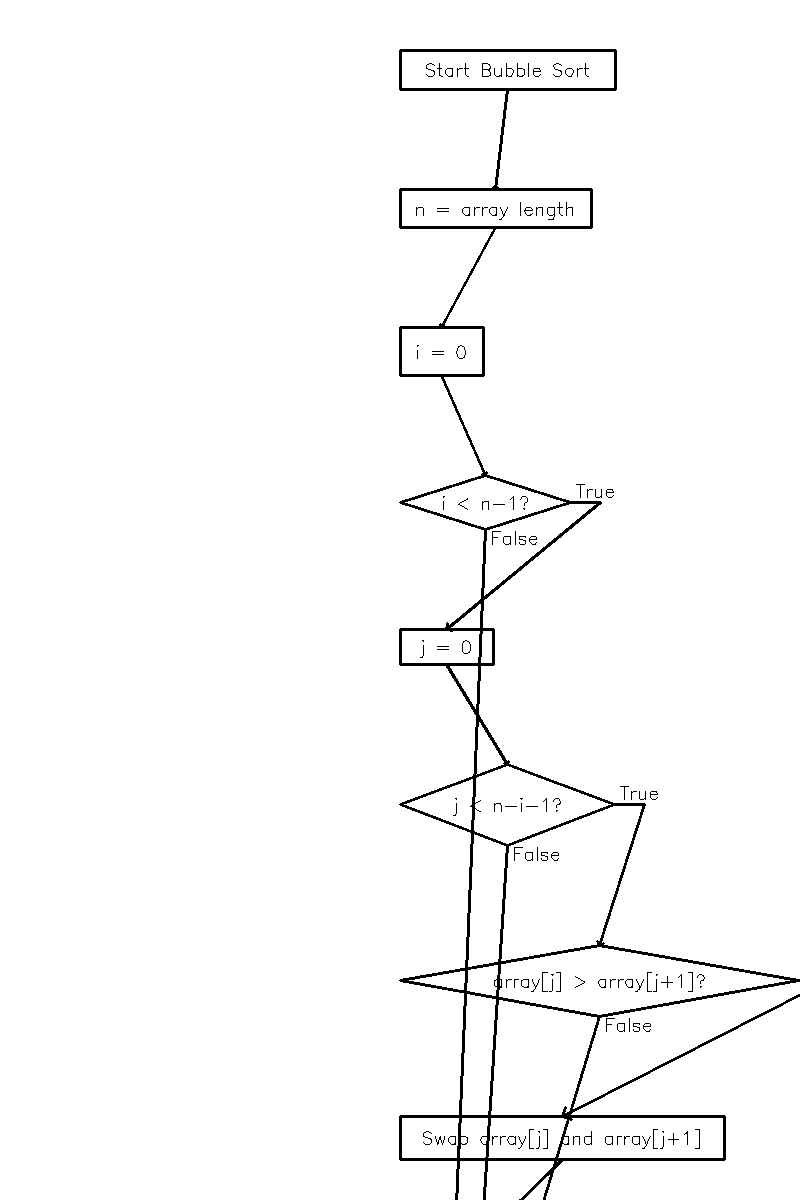 Start Bubble Sort
n = array length
i = 0
i < n-1?
True
False
j = 0
True
j < n-i-1?
False
array[j] > array[j+1]?
False
Swap array[j] and array[j+1]